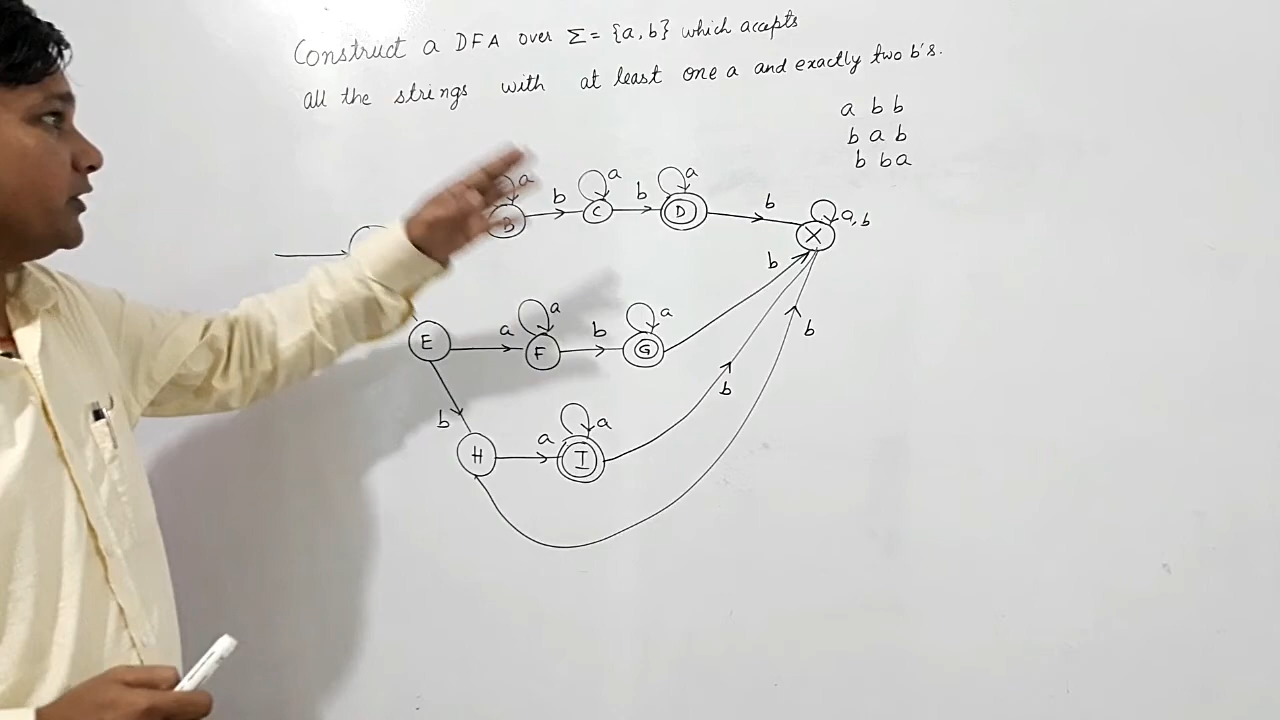 Construct a DFA over Σ = {a, b} which accepts
all the strings with at least one a and exactly two b's.
a b b
b a b
b b a
a a a
b b b
B C D X a, b
b
a a b
b
E a F b G
b
b a a
H I